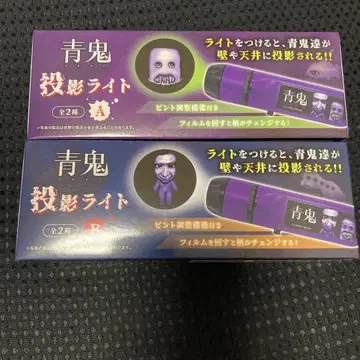 青鬼
投影ライト
全2種
A
ライトをつけると、青鬼達が
壁や天井に投影される!!
ピント調整機能付き
フィルムを回すと柄がチェンジする!
青鬼
投影ライト
全2種
B
ライトをつけると、青鬼達が
壁や天井に投影される!!
ピント調整機能付き
フィルムを回すと柄がチェンジする!
青鬼